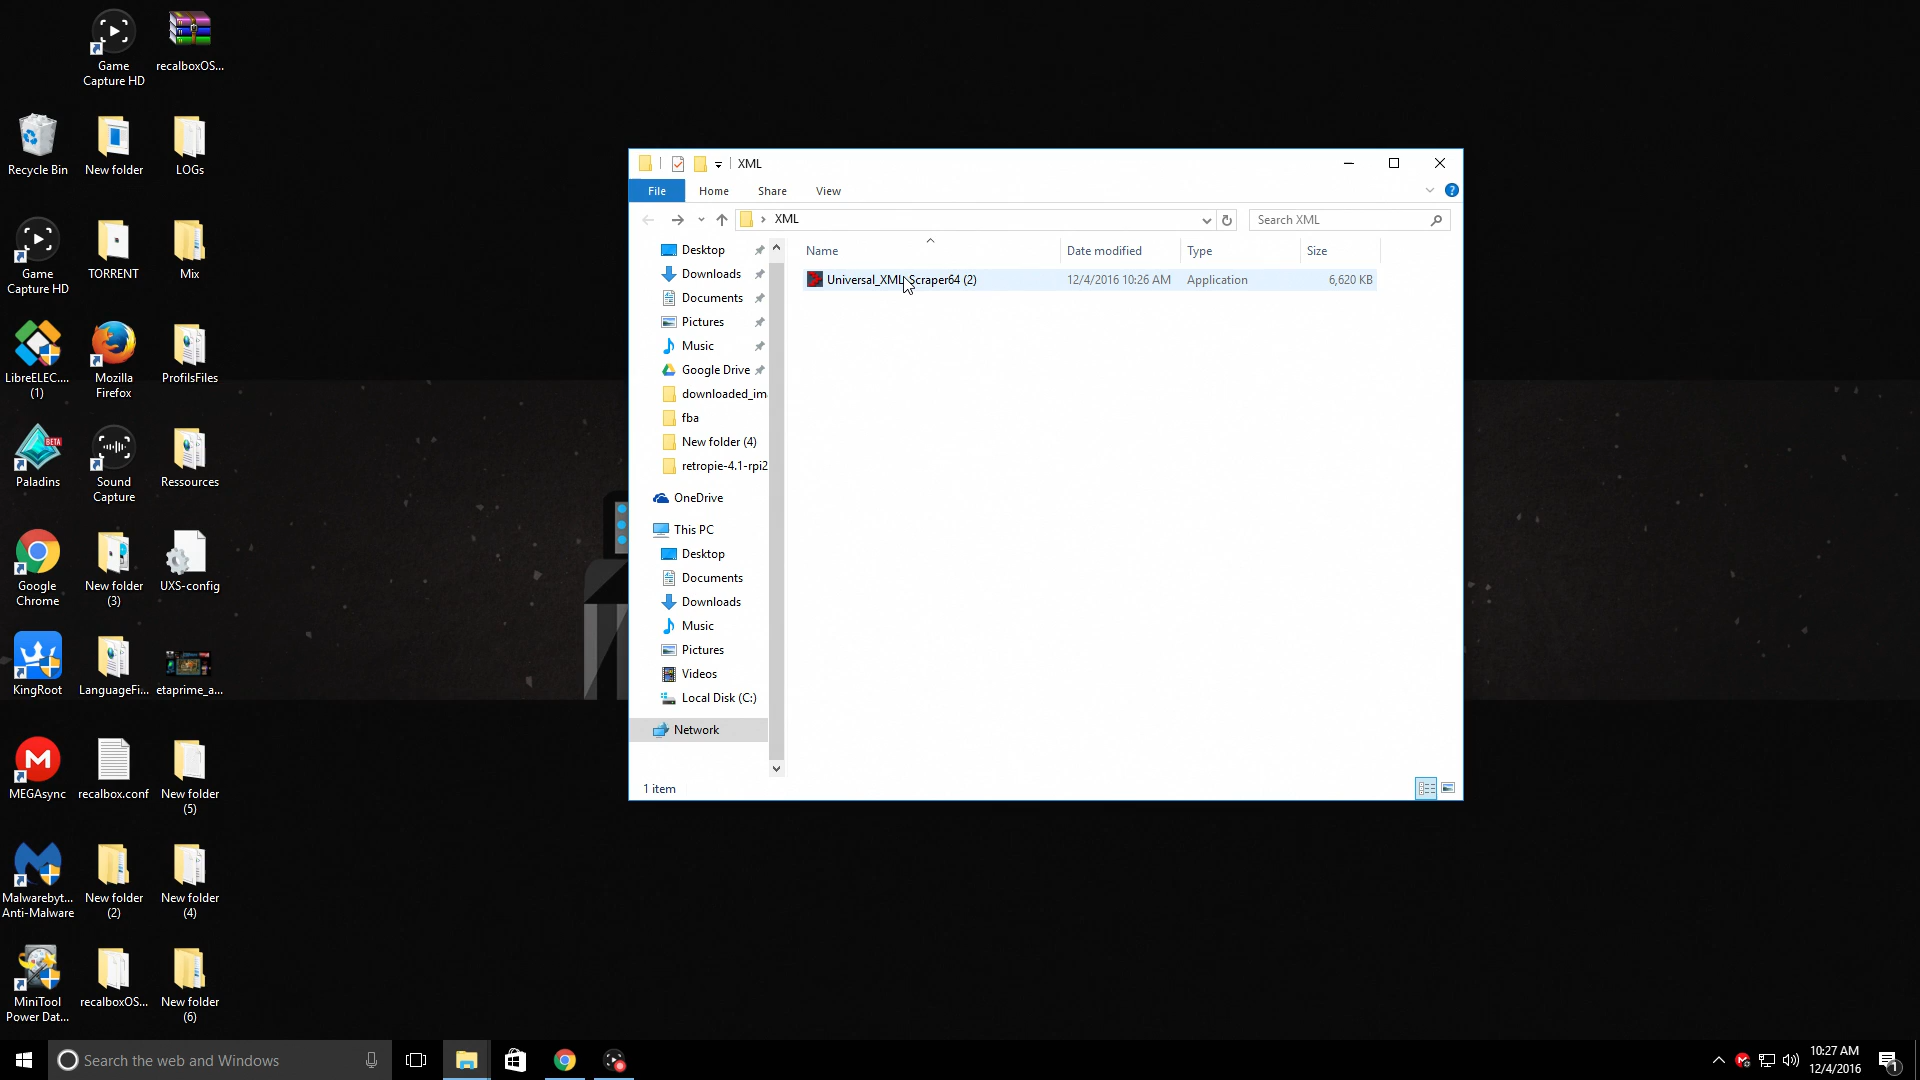 Game
Capture HD
recalboxOS...
Recycle Bin
New folder
LOGs
Game
Capture HD
TORRENT
Mix
LibreELEC....
(1)
Mozilla
Firefox
ProfilsFiles
BETA
Paladins
Sound
Capture
Ressources
Google
Chrome
New folder
(3)
UXS-config
KingRoot
LanguageFi...
etaprime_a...
MEGAsync
recalbox.conf
New folder
(5)
Malwarebyt...
Anti-Malware
New folder
(2)
New folder
(4)
MiniTool
Power Dat...
recalboxOS...
New folder
(6)
XML
File Home Share View
XML
Search XML
Desktop
Downloads
Documents
Pictures
Music
Google Drive
downloaded_im
fba
New folder (4)
retropie-4.1-rpi2
OneDrive
This PC
Desktop
Documents
Downloads
Music
Pictures
Videos
Local Disk (C:)
Network
Name Date modified Type Size
Universal_XML_Scraper64 (2) 12/4/2016 10:26 AM Application 6,620 KB
1 item
Search the web and Windows
10:27 AM
12/4/2016
1